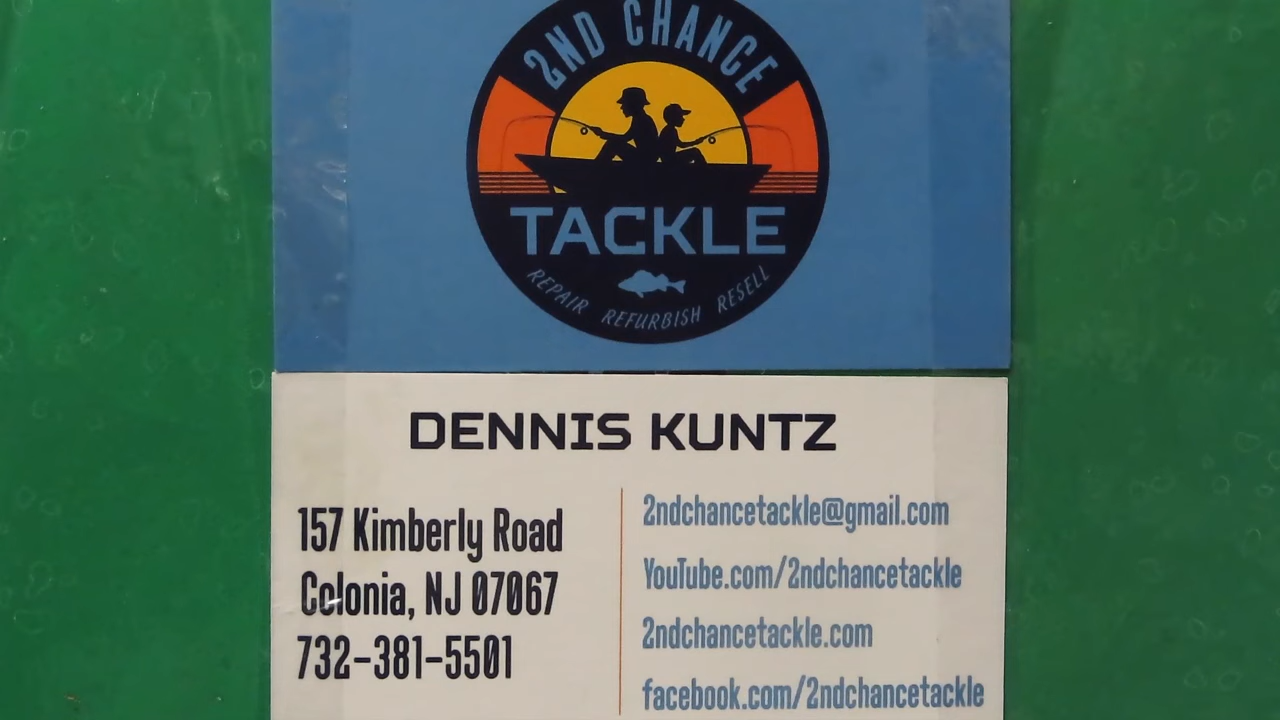 2ND CHANCE
TACKLE
REPAIR REFURBISH RESELL
DENNIS KUNTZ
157 Kimberly Road
Colonia, NJ 07067
732-381-5501
2ndchancetackle@gmail.com
YouTube.com/2ndchancetackle
2ndchancetackle.com
facebook.com/2ndchancetackle